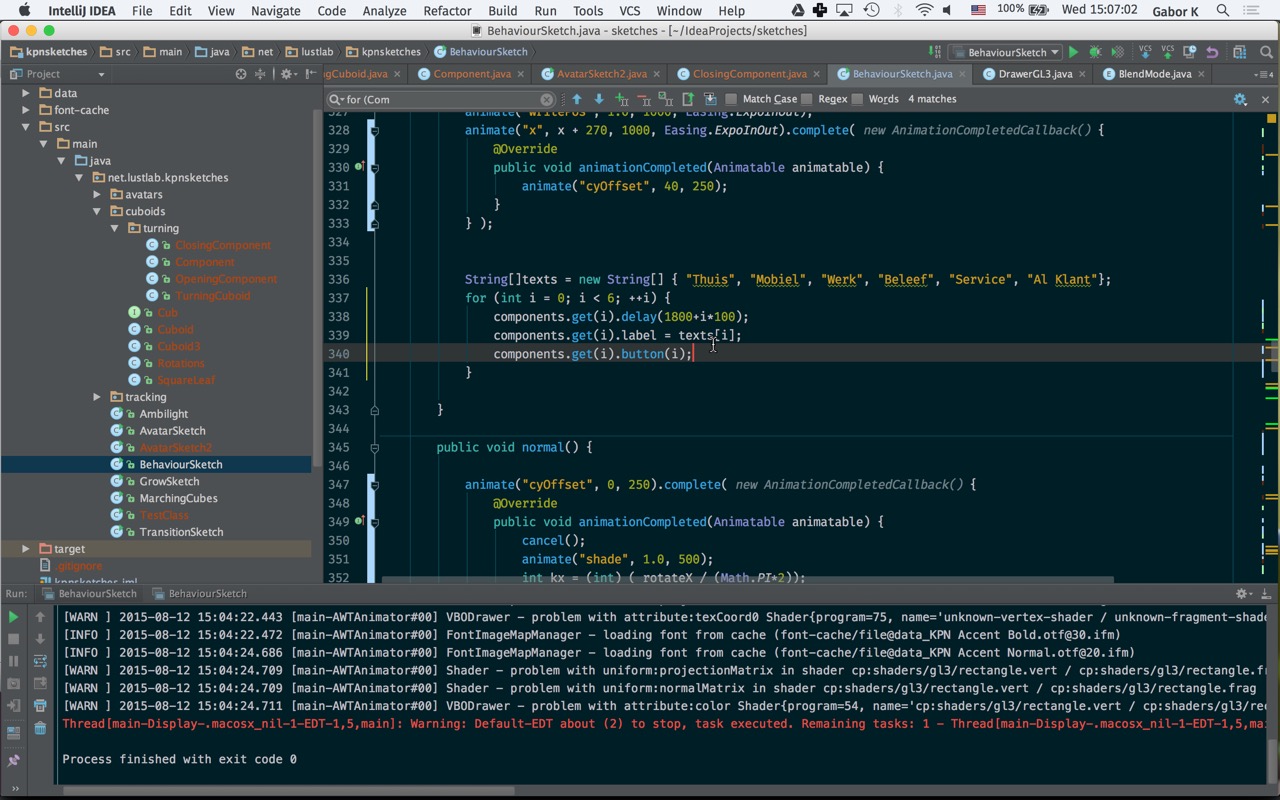 IntelliJ IDEA File Edit View Navigate Code Analyze Refactor Build Run Tools VCS Window Help 100% Wed 15:07:02 Gabor K
BehaviourSketch.java - sketches - [~/IdeaProjects/sketches]
kpnsketches src main java net lustlab kpnsketches BehaviourSketch BehaviourSketch VCS VCS
Project gCuboid.java Component.java AvatarSketch2.java ClosingComponent.java BehaviourSketch.java DrawerGL3.java BlendMode.java
for (Com Match Case Regex Words 4 matches
data
font-cache
src
main
java
net.lustlab.kpnsketches
avatars
cuboids
turning
ClosingComponent
Component
OpeningComponent
TurningCuboid
Cub
Cuboid
Cuboid3
Rotations
SquareLeaf
tracking
Ambilight
AvatarSketch
AvatarSketch2
BehaviourSketch
GrowSketch
MarchingCubes
TestClass
TransitionSketch
target
.gitignore
kpnsketches.iml
327 animate("writePos", 1.0, 1000, Easing.ExpoInOut);
328 animate("x", x + 270, 1000, Easing.ExpoInOut).complete( new AnimationCompletedCallback() {
329 @Override
330 public void animationCompleted(Animatable animatable) {
331 animate("cyOffset", 40, 250);
332 }
333 } );
334
335
336 String[]texts = new String[] { "Thuis", "Mobiel", "Werk", "Beleef", "Service", "Al Klant"};
337 for (int i = 0; i < 6; ++i) {
338 components.get(i).delay(1800+i*100);
339 components.get(i).label = texts[i];
340 components.get(i).button(i);
341 }
342
343 }
344
345 public void normal() {
346
347 animate("cyOffset", 0, 250).complete( new AnimationCompletedCallback() {
348 @Override
349 public void animationCompleted(Animatable animatable) {
350 cancel();
351 animate("shade", 1.0, 500);
352 int kx = (int) ( rotateX / (Math.PI*2));
Run: BehaviourSketch BehaviourSketch
[WARN ] 2015-08-12 15:04:22.443 [main-AWTAnimator#00] VBODrawer - problem with attribute:texCoord0 Shader{program=75, name='unknown-vertex-shader / unknown-fragment-shade
[INFO ] 2015-08-12 15:04:22.472 [main-AWTAnimator#00] FontImageMapManager - loading font from cache (font-cache/file@data_KPN Accent Bold.otf@30.ifm)
[INFO ] 2015-08-12 15:04:24.686 [main-AWTAnimator#00] FontImageMapManager - loading font from cache (font-cache/file@data_KPN Accent Normal.otf@20.ifm)
[WARN ] 2015-08-12 15:04:24.709 [main-AWTAnimator#00] Shader - problem with uniform:projectionMatrix in shader cp:shaders/gl3/rectangle.vert / cp:shaders/gl3/rectangle.fr
[WARN ] 2015-08-12 15:04:24.709 [main-AWTAnimator#00] Shader - problem with uniform:normalMatrix in shader cp:shaders/gl3/rectangle.vert / cp:shaders/gl3/rectangle.frag
[WARN ] 2015-08-12 15:04:24.711 [main-AWTAnimator#00] VBODrawer - problem with attribute:color Shader{program=54, name='cp:shaders/gl3/rectangle.vert / cp:shaders/gl3/rec
Thread[main-Display-.macosx_nil-1-EDT-1,5,main]: Warning: Default-EDT about (2) to stop, task executed. Remaining tasks: 1 - Thread[main-Display-.macosx_nil-1-EDT-1,5,ma
Process finished with exit code 0